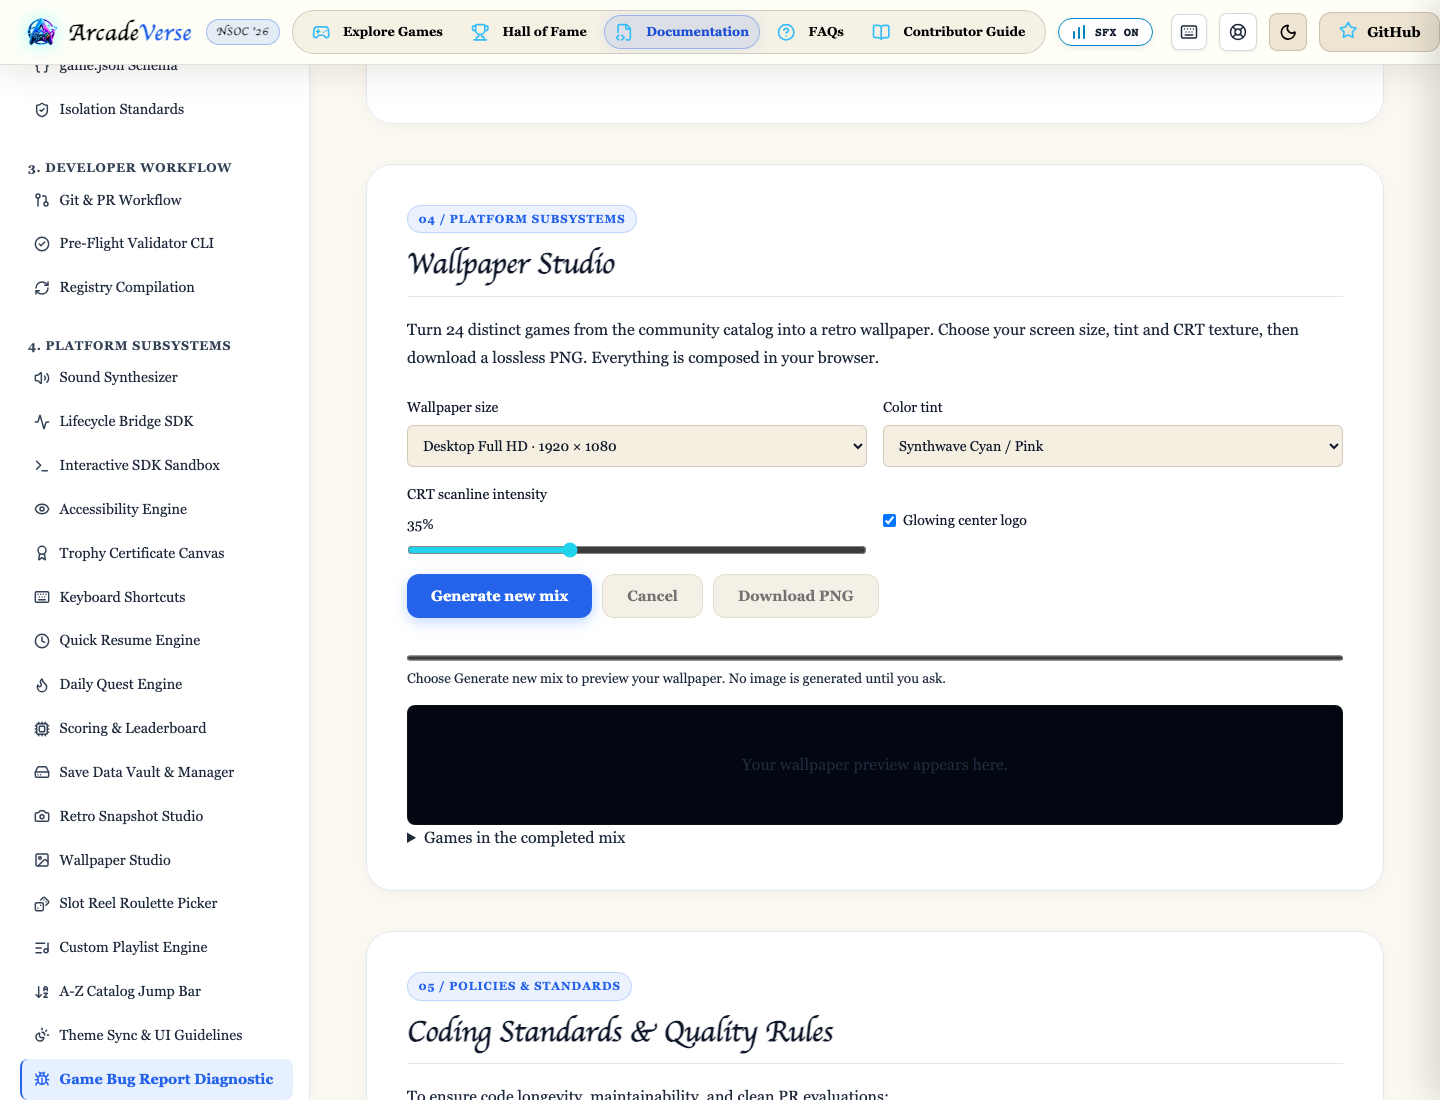 ArcadeVerse
NSOC '26
Explore Games
Hall of Fame
Documentation
FAQs
Contributor Guide
SFX ON
GitHub
game.json Schema
Isolation Standards
3. DEVELOPER WORKFLOW
Git & PR Workflow
Pre-Flight Validator CLI
Registry Compilation
4. PLATFORM SUBSYSTEMS
Sound Synthesizer
Lifecycle Bridge SDK
Interactive SDK Sandbox
Accessibility Engine
Trophy Certificate Canvas
Keyboard Shortcuts
Quick Resume Engine
Daily Quest Engine
Scoring & Leaderboard
Save Data Vault & Manager
Retro Snapshot Studio
Wallpaper Studio
Slot Reel Roulette Picker
Custom Playlist Engine
A-Z Catalog Jump Bar
Theme Sync & UI Guidelines
Game Bug Report Diagnostic
04 / PLATFORM SUBSYSTEMS
Wallpaper Studio
Turn 24 distinct games from the community catalog into a retro wallpaper. Choose your screen size, tint and CRT texture, then
download a lossless PNG. Everything is composed in your browser.
Wallpaper size
Color tint
Desktop Full HD · 1920 × 1080
Synthwave Cyan / Pink
CRT scanline intensity
35%
Glowing center logo
Generate new mix
Cancel
Download PNG
Choose Generate new mix to preview your wallpaper. No image is generated until you ask.
Your wallpaper preview appears here.
Games in the completed mix
05 / POLICIES & STANDARDS
Coding Standards & Quality Rules
To ensure code longevity, maintainability, and clean PR evaluations: